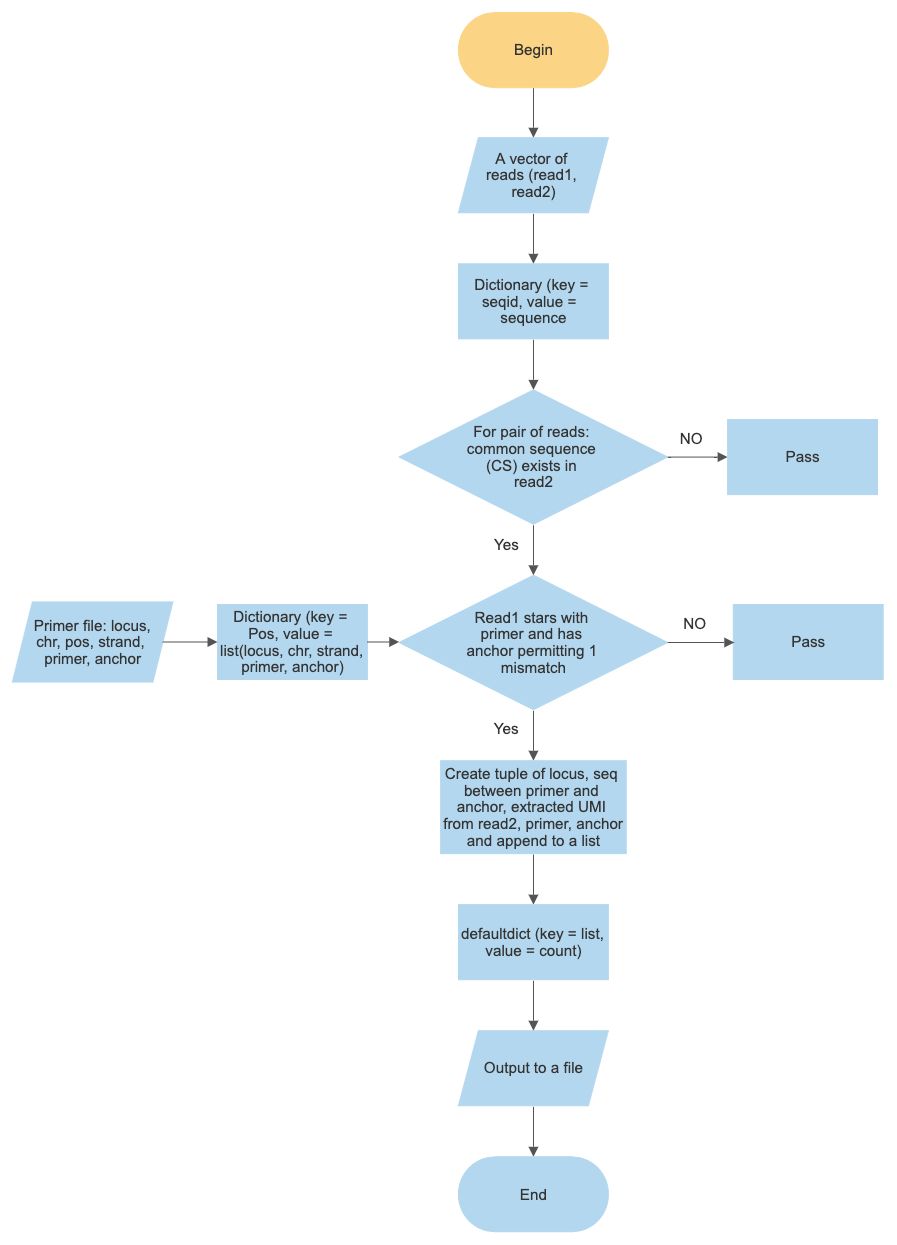 Begin
A vector of
reads (read1,
read2)
Dictionary (key =
seqid, value =
sequence
For pair of reads:
common sequence
(CS) exists in
read2
NO
Pass
Yes
Primer file: locus,
chr, pos, strand,
primer, anchor
Dictionary (key =
Pos, value =
list(locus, chr, strand,
primer, anchor)
Read1 stars with
primer and has
anchor permitting 1
mismatch
NO
Pass
Yes
Create tuple of locus, seq
between primer and
anchor, extracted UMI
from read2, primer, anchor
and append to a list
defaultdict (key = list,
value = count)
Output to a file
End